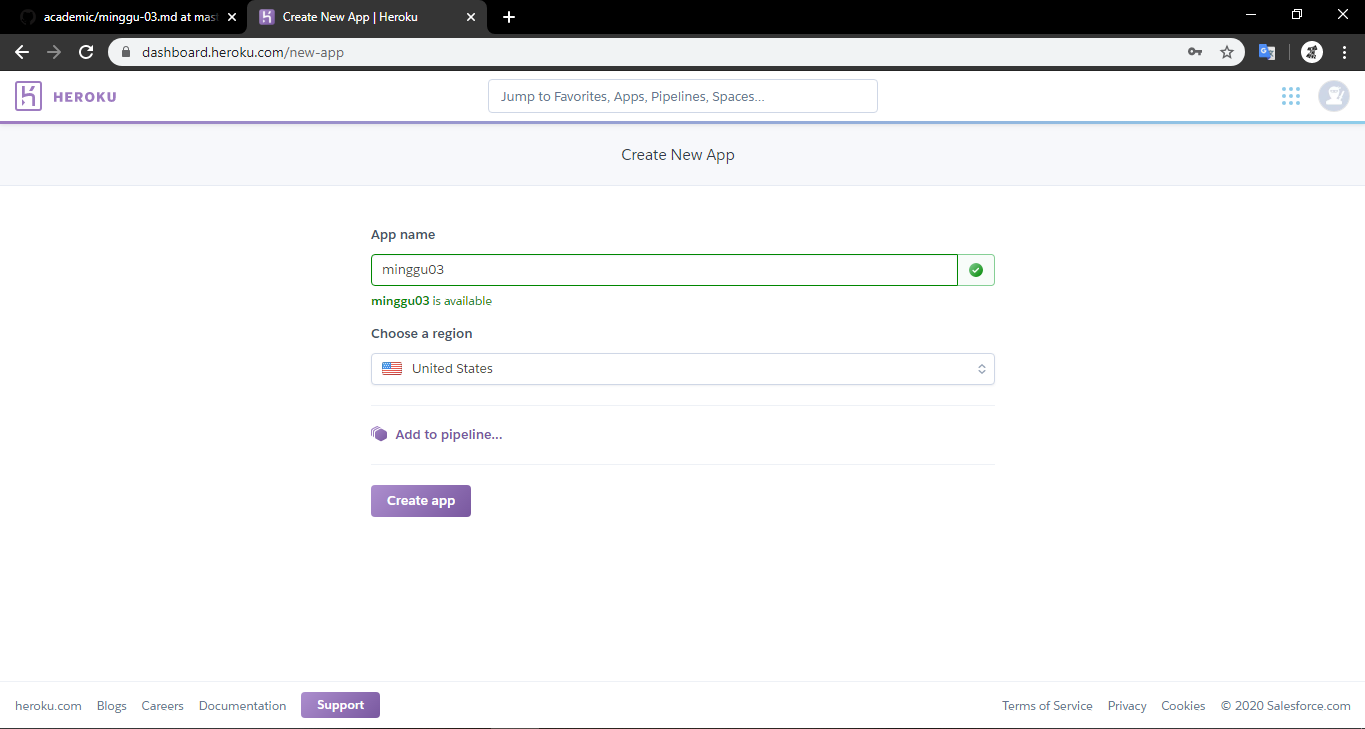 academic/minggu-03.md at mast
Create New App | Heroku
dashboard.heroku.com/new-app
HEROKU
Jump to Favorites, Apps, Pipelines, Spaces...
Create New App
App name
minggu03
minggu03 is available
Choose a region
United States
Add to pipeline...
Create app
heroku.com Blogs Careers Documentation Support Terms of Service Privacy Cookies © 2020 Salesforce.com